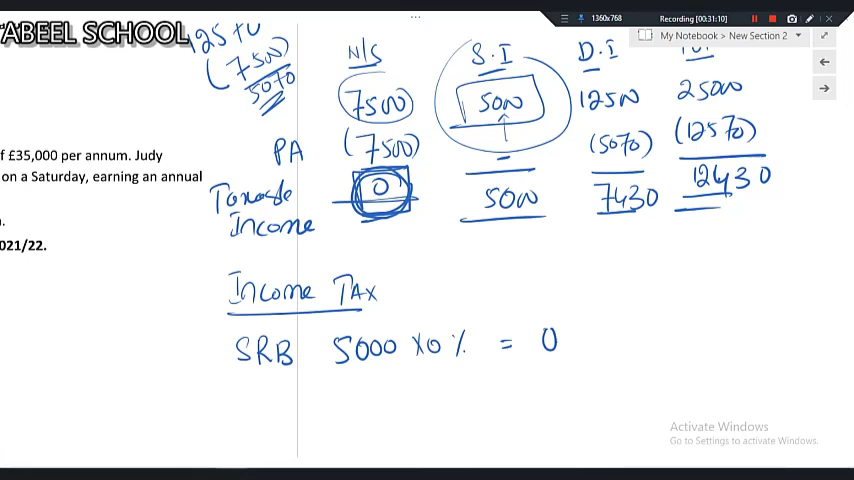 1360x768
Recording [00:31:10]
ABEEL SCHOOL
My Notebook > New Section 2
12570
(7500)
5070
N/S S.I D.I
7500 5000 12500 25000
PA (7500) - (5070) (12570)
of £35,000 per annum. Judy
on a Saturday, earning an annual
Taxable Income 0 5000 7430 12430
021/22.
Income Tax
SRB 5000 X 0 % = 0
Activate Windows
Go to Settings to activate Windows.